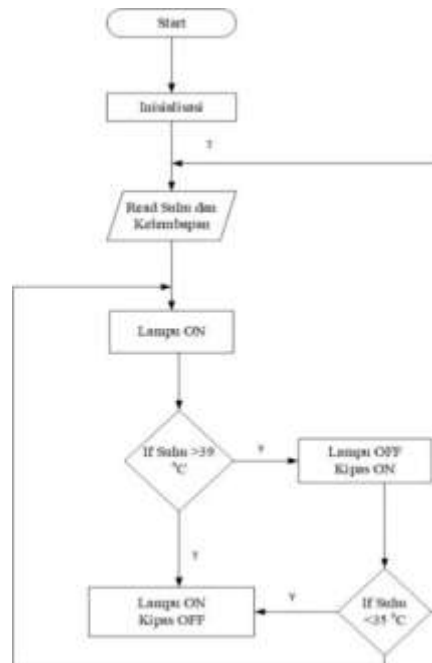 Start
Inisialisasi
T
Read Suhu dan
Kelembapan
Lampu ON
If Suhu >39
°C
Y
Lampu OFF
Kipas ON
Y
Lampu ON
Kipas OFF
Y
If Suhu
<35 °C